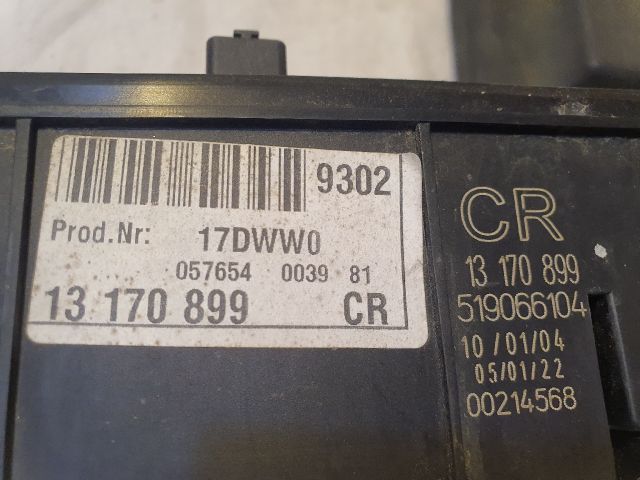 9302
Prod.Nr: 17DWW0
057654 0039 81
13 170 899 CR
CR
13 170 899
519066104
10/01/04
05/01/22
00214568